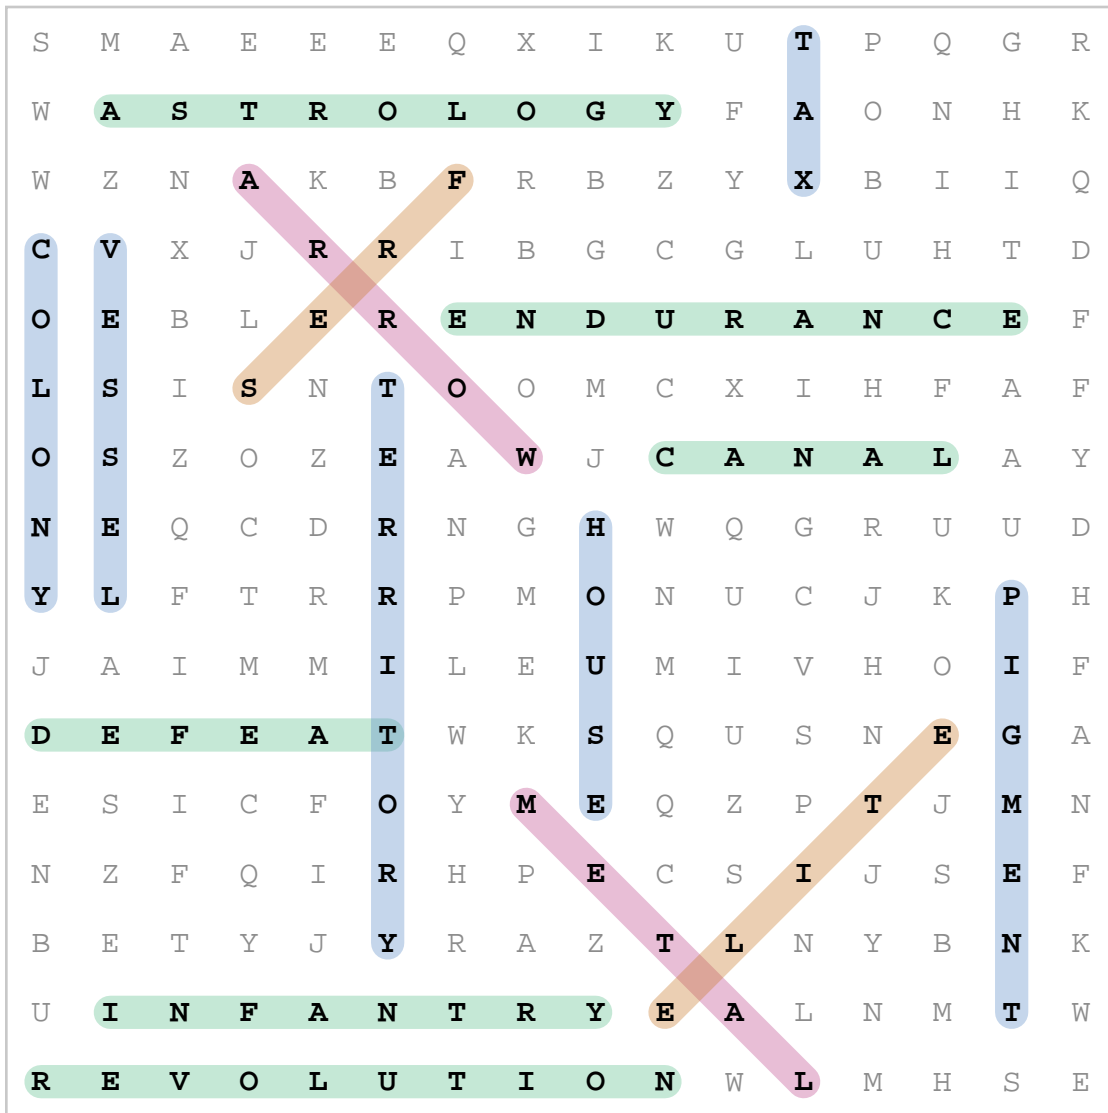 S M A E E E Q X I K U T P Q G R
W A S T R O L O G Y F A O N H K
W Z N A K B F R B Z Y X B I I Q
C V X J R R I B G C G L U H T D
O E B L E R E N D U R A N C E F
L S I S N T O O M C X I H F A F
O S Z O Z E A W J C A N A L A Y
N E Q C D R N G H W Q G R U U D
Y L F T R R P M O N U C J K P H
J A I M M I L E U M I V H O I F
D E F E A T W K S Q U S N E G A
E S I C F O Y M E Q Z P T J M N
N Z F Q I R H P E C S I J S E F
B E T Y J Y R A Z T L N Y B N K
U I N F A N T R Y E A L N M T W
R E V O L U T I O N W L M H S E